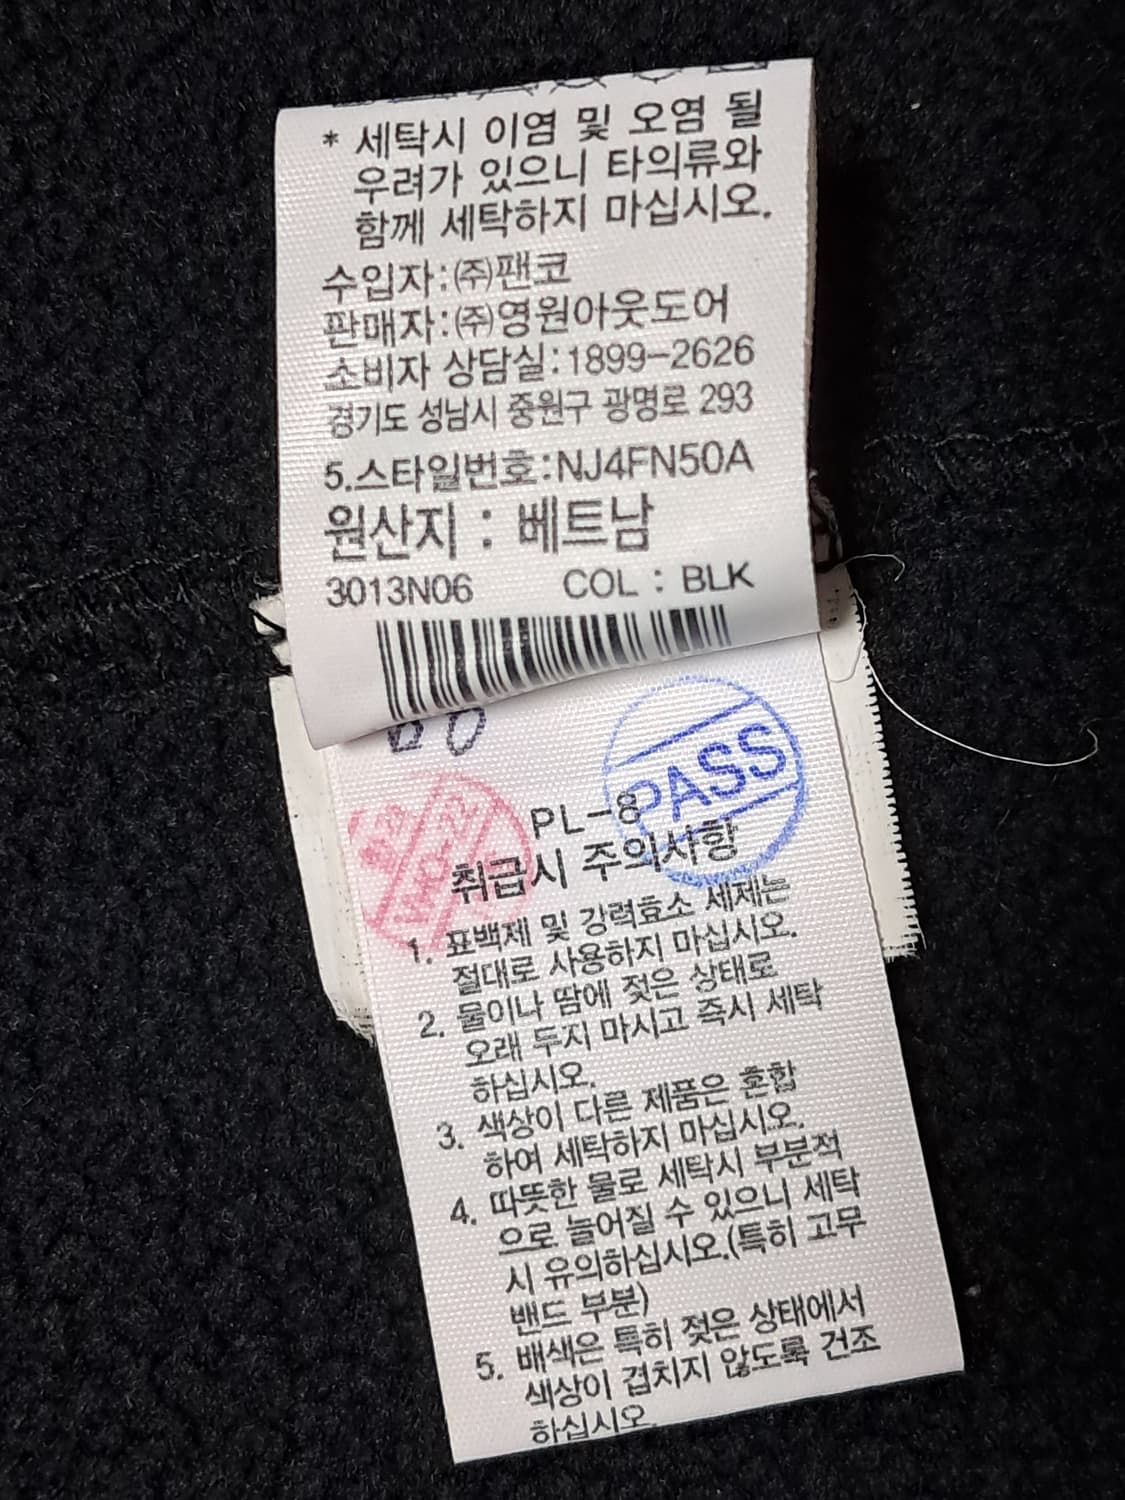 * 세탁시 이염 및 오염 될
우려가 있으니 타의류와
함께 세탁하지 마십시오.
수입자:㈜팬코
판매자:㈜영원아웃도어
소비자 상담실:1899-2626
경기도 성남시 중원구 광명로 293
5.스타일번호:NJ4FN50A
원산지 : 베트남
3013N06 COL : BLK
PASS
PL-8
취급시 주의사항
1. 표백제 및 강력효소 세제는
절대로 사용하지 마십시오.
2. 물이나 땀에 젖은 상태로
오래 두지 마시고 즉시 세탁
하십시오.
3. 색상이 다른 제품은 혼합
하여 세탁하지 마십시오.
4. 따뜻한 물로 세탁시 부분적
으로 늘어질 수 있으니 세탁
시 유의하십시오.(특히 고무
밴드 부분)
5. 배색은 특히 젖은 상태에서
색상이 겹치지 않도록 건조
하십시오.